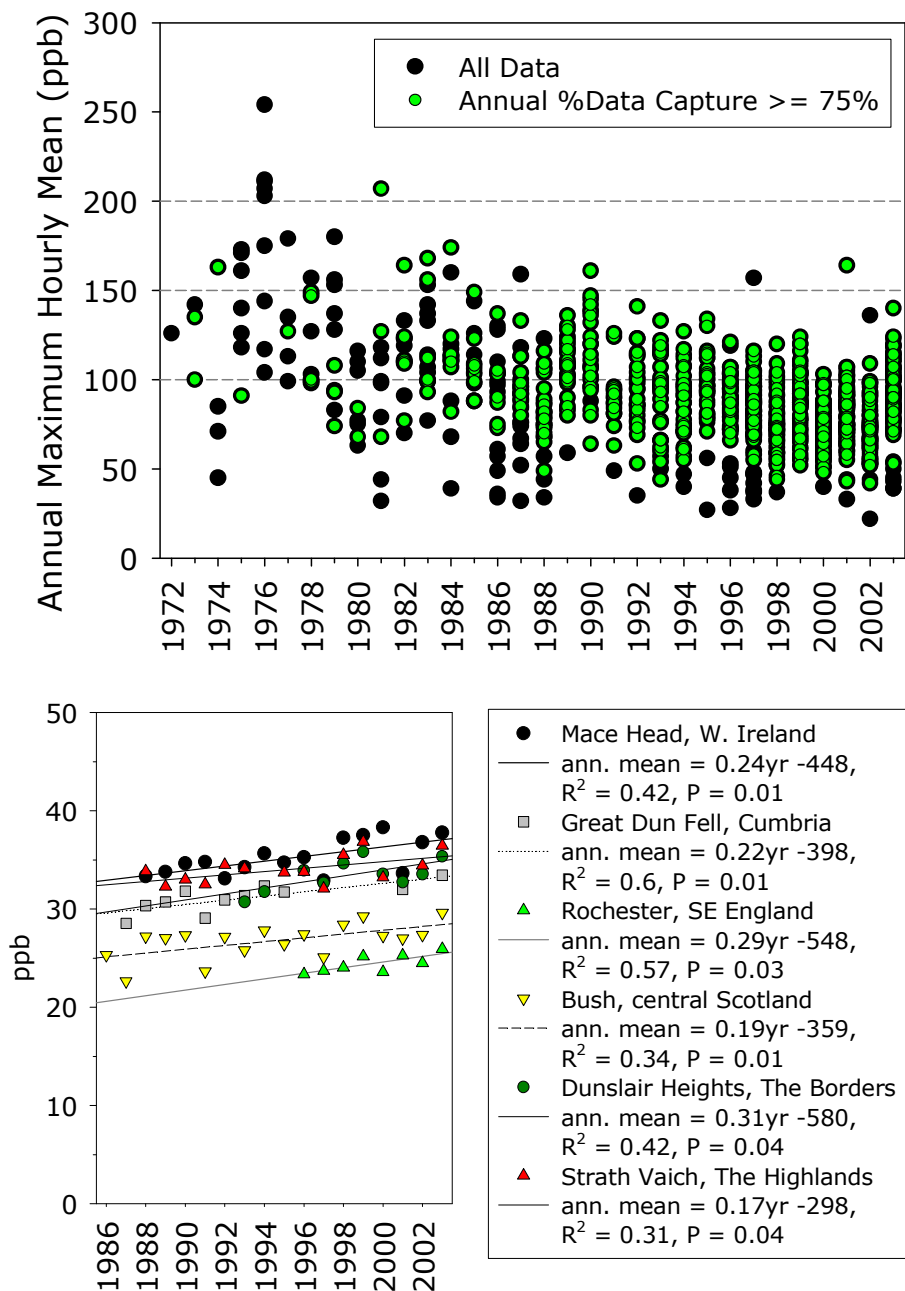 Annual Maximum Hourly Mean (ppb)
300
250
200
150
100
50
0
All Data
Annual %Data Capture >= 75%
1972
1974
1976
1978
1980
1982
1984
1986
1988
1990
1992
1994
1996
1998
2000
2002
ppb
50
40
30
20
10
0
1986
1988
1990
1992
1994
1996
1998
2000
2002
Mace Head, W. Ireland
ann. mean = 0.24yr -448,
R² = 0.42, P = 0.01
Great Dun Fell, Cumbria
ann. mean = 0.22yr -398,
R² = 0.6, P = 0.01
Rochester, SE England
ann. mean = 0.29yr -548,
R² = 0.57, P = 0.03
Bush, central Scotland
ann. mean = 0.19yr -359,
R² = 0.34, P = 0.01
Dunslair Heights, The Borders
ann. mean = 0.31yr -580,
R² = 0.42, P = 0.04
Strath Vaich, The Highlands
ann. mean = 0.17yr -298,
R² = 0.31, P = 0.04